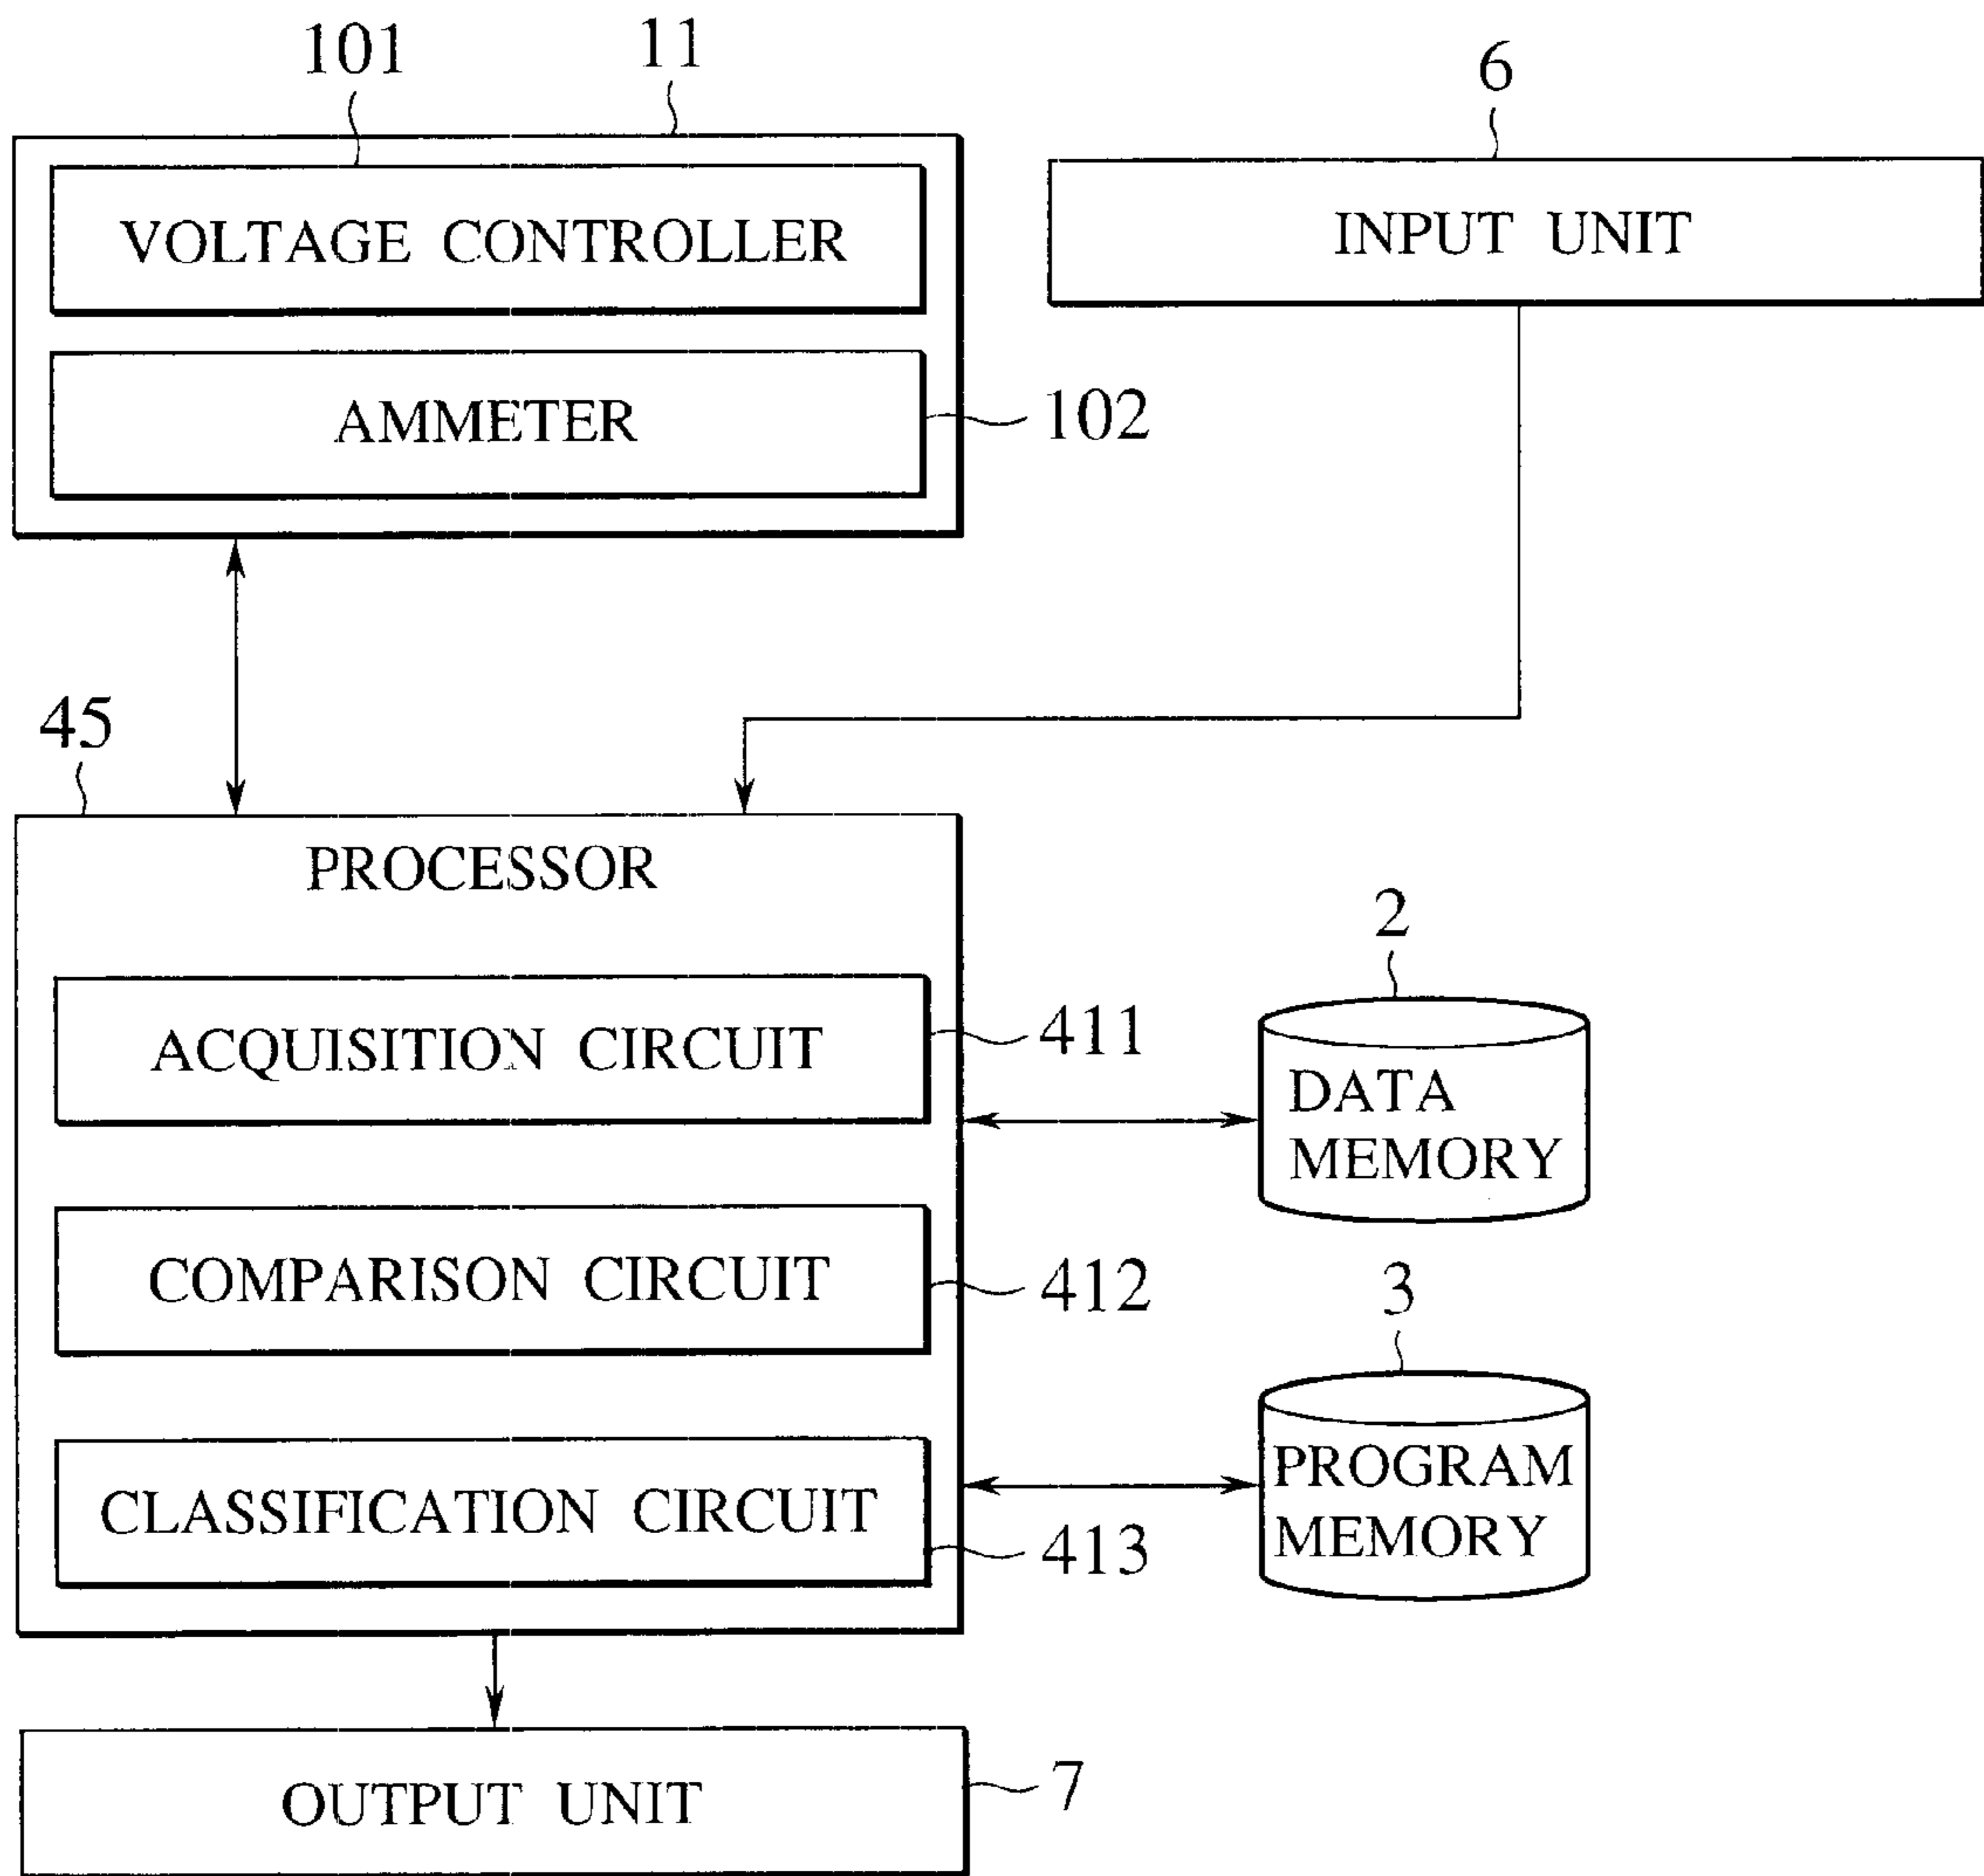 101
11
6
VOLTAGE CONTROLLER
INPUT UNIT
AMMETER
102
45
PROCESSOR
2
ACQUISITION CIRCUIT
411
DATA
MEMORY
COMPARISON CIRCUIT
412
3
PROGRAM
MEMORY
CLASSIFICATION CIRCUIT
413
OUTPUT UNIT
7